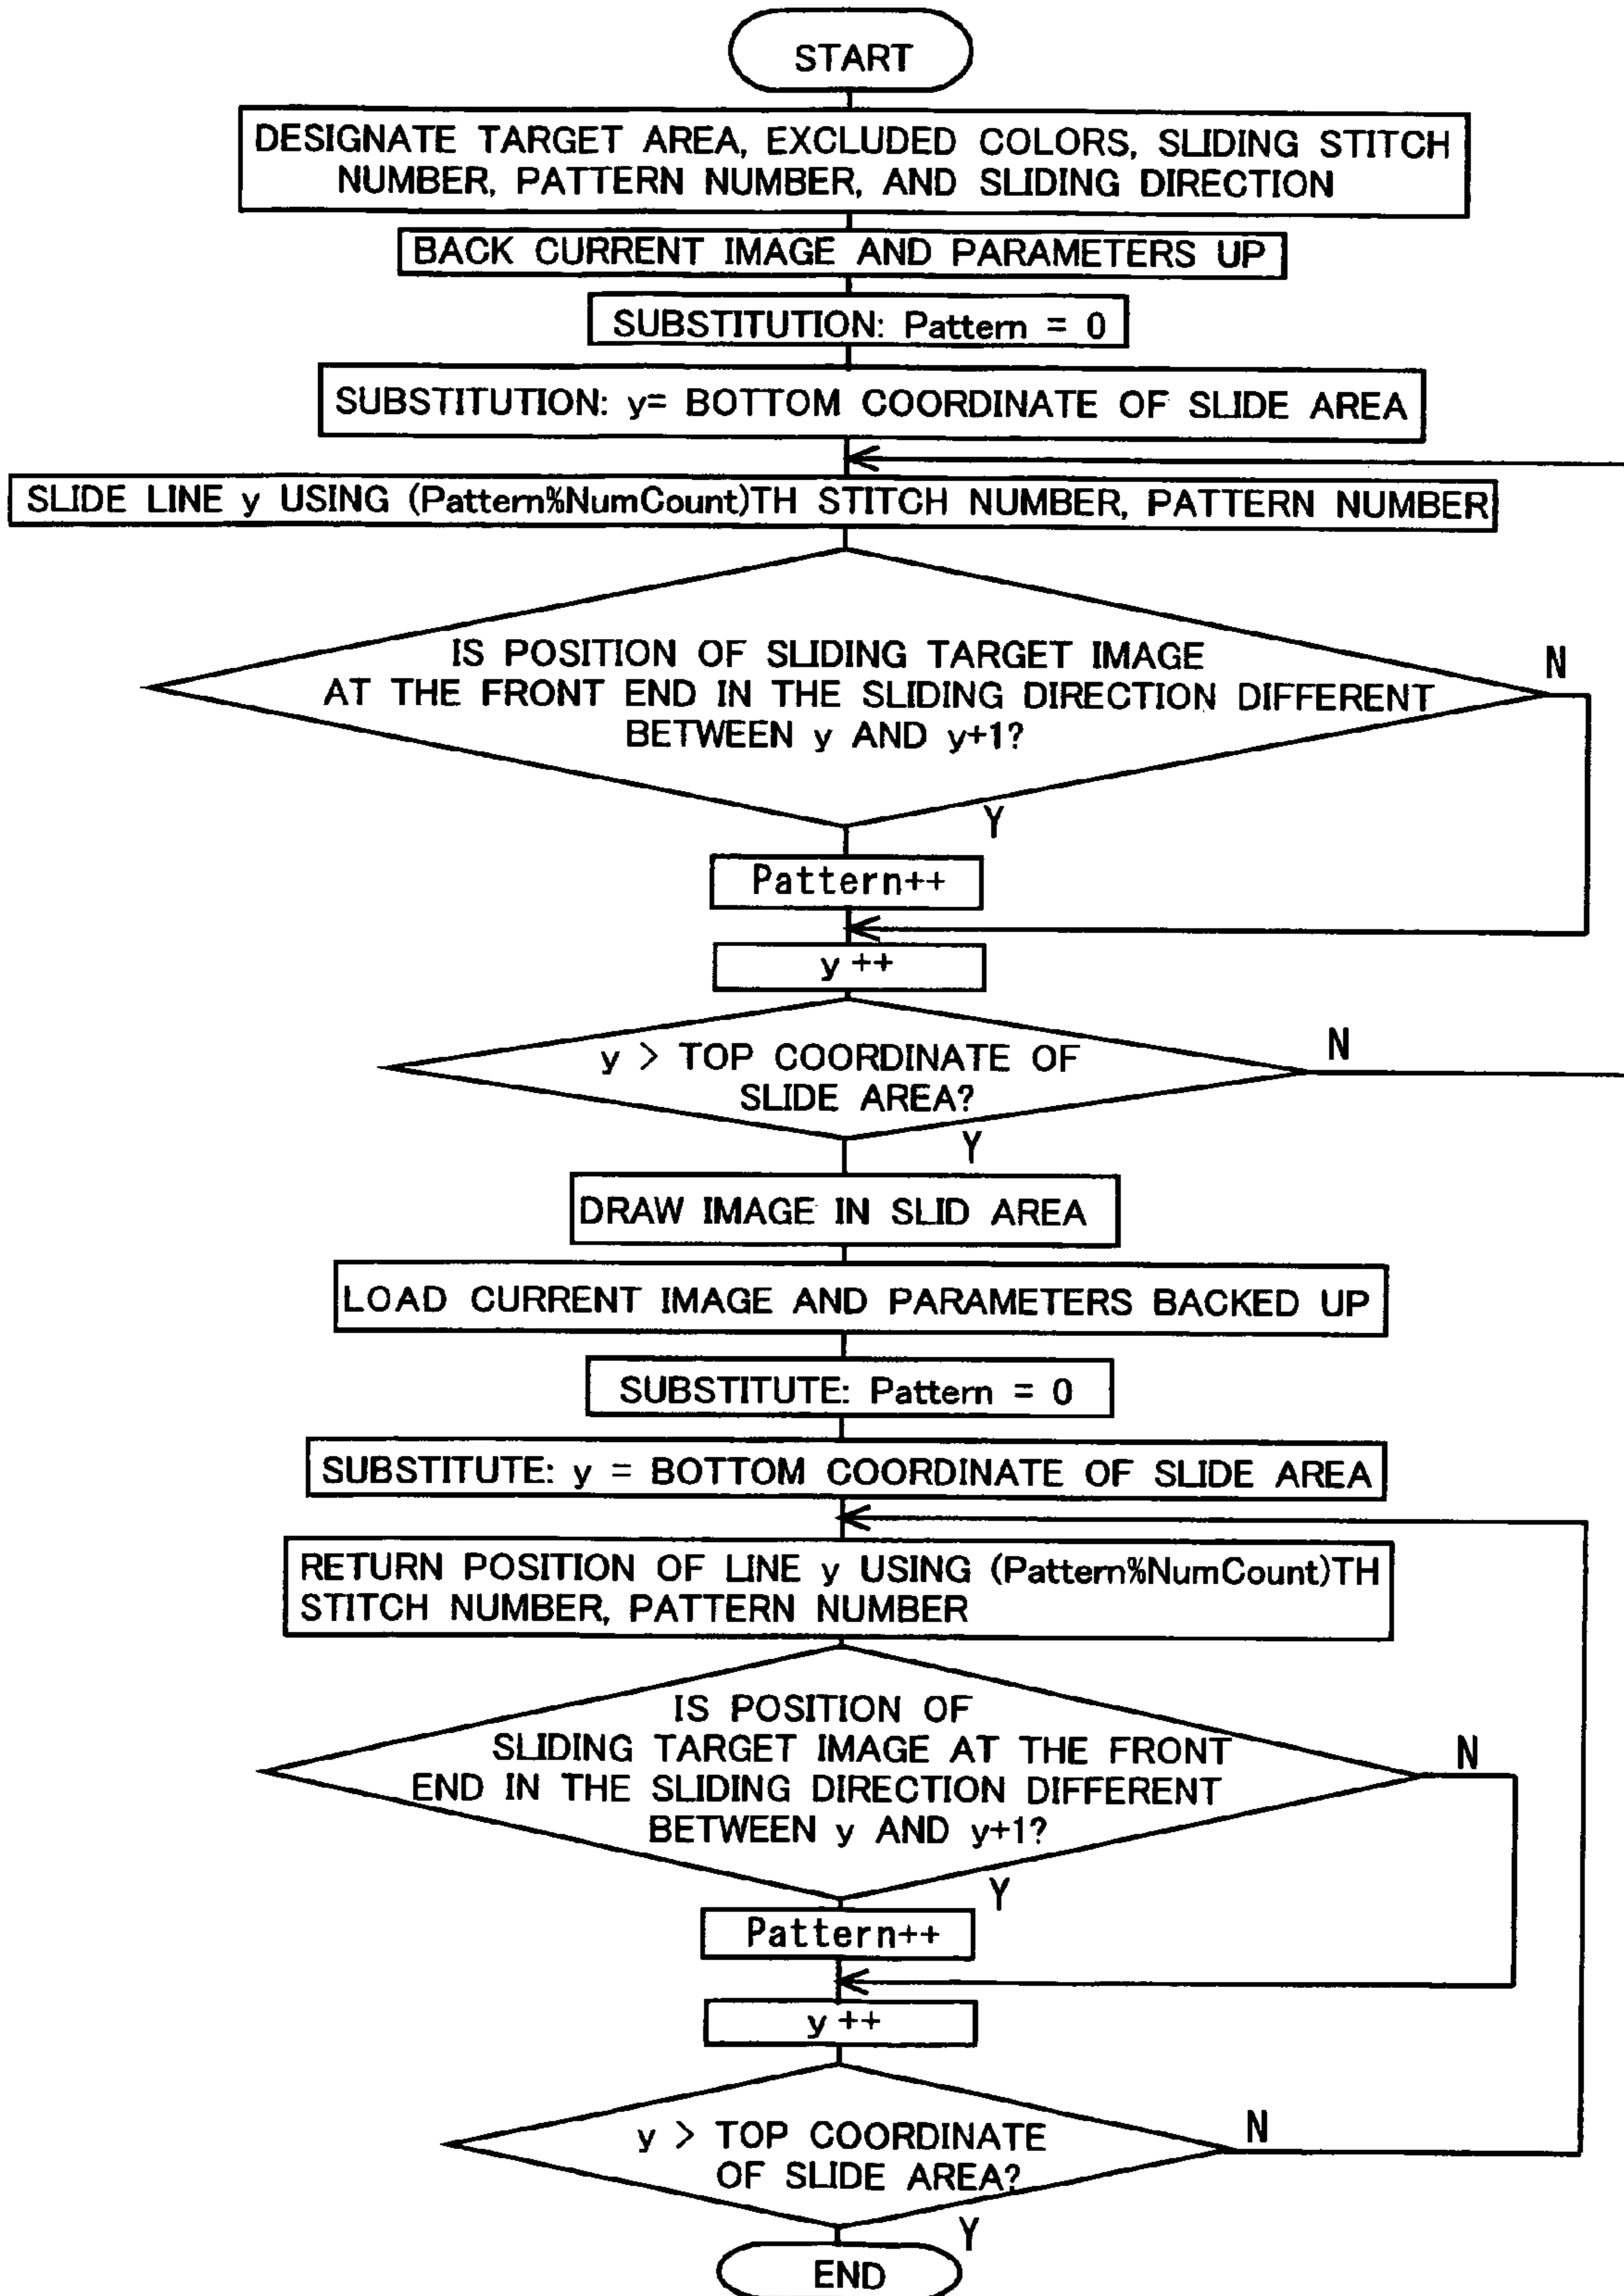 START
DESIGNATE TARGET AREA, EXCLUDED COLORS, SLIDING STITCH
NUMBER, PATTERN NUMBER, AND SLIDING DIRECTION
BACK CURRENT IMAGE AND PARAMETERS UP
SUBSTITUTION: Pattern = 0
SUBSTITUTION: y= BOTTOM COORDINATE OF SLIDE AREA
SLIDE LINE y USING (Pattern%NumCount)TH STITCH NUMBER, PATTERN NUMBER
IS POSITION OF SLIDING TARGET IMAGE
AT THE FRONT END IN THE SLIDING DIRECTION DIFFERENT
BETWEEN y AND y+1?
N
Y
Pattern++
y ++
y > TOP COORDINATE OF
SLIDE AREA?
N
Y
DRAW IMAGE IN SLID AREA
LOAD CURRENT IMAGE AND PARAMETERS BACKED UP
SUBSTITUTE: Pattern = 0
SUBSTITUTE: y = BOTTOM COORDINATE OF SLIDE AREA
RETURN POSITION OF LINE y USING (Pattern%NumCount)TH
STITCH NUMBER, PATTERN NUMBER
IS POSITION OF
SLIDING TARGET IMAGE AT THE FRONT
END IN THE SLIDING DIRECTION DIFFERENT
BETWEEN y AND y+1?
N
Y
Pattern++
y ++
y > TOP COORDINATE
OF SLIDE AREA?
N
Y
END